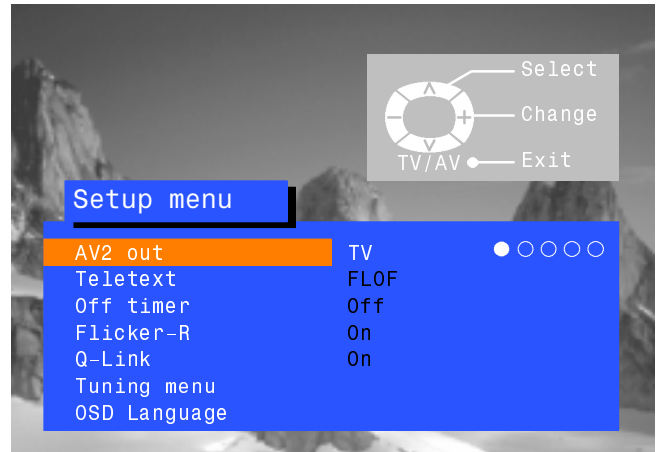 Select
Change
TV/AV Exit
Setup menu
AV2 out TV
Teletext FLOF
Off timer Off
Flicker-R On
Q-Link On
Tuning menu
OSD Language